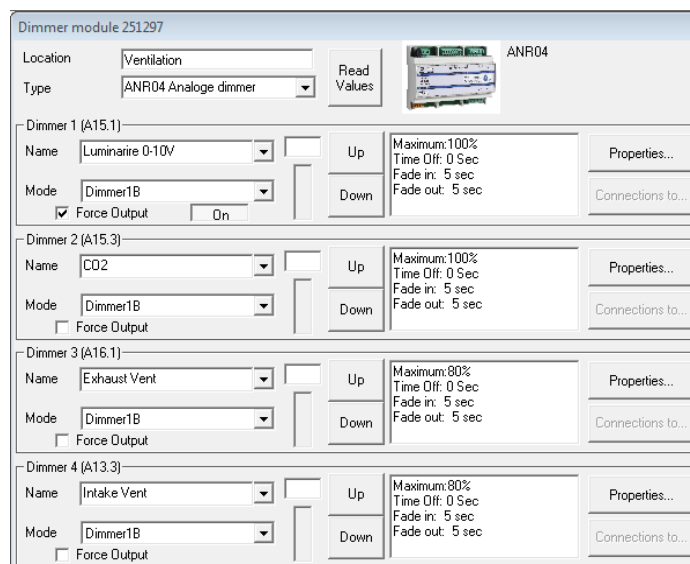 Dimmer module 251297
Location Ventilation
Type ANR04 Analoge dimmer
Read Values
ANR04
Dimmer 1 (A15.1)
Name Luminarire 0-10V
Up
Maximum:100%
Time Off: 0 Sec
Fade in: 5 sec
Fade out: 5 sec
Properties...
Mode Dimmer1B
Down
Connections to...
Force Output On
Dimmer 2 (A15.3)
Name CO2
Up
Maximum:100%
Time Off: 0 Sec
Fade in: 5 sec
Fade out: 5 sec
Properties...
Mode Dimmer1B
Down
Connections to...
Force Output
Dimmer 3 (A16.1)
Name Exhaust Vent
Up
Maximum:80%
Time Off: 0 Sec
Fade in: 5 sec
Fade out: 5 sec
Properties...
Mode Dimmer1B
Down
Connections to...
Force Output
Dimmer 4 (A13.3)
Name Intake Vent
Up
Maximum:80%
Time Off: 0 Sec
Fade in: 5 sec
Fade out: 5 sec
Properties...
Mode Dimmer1B
Down
Connections to...
Force Output